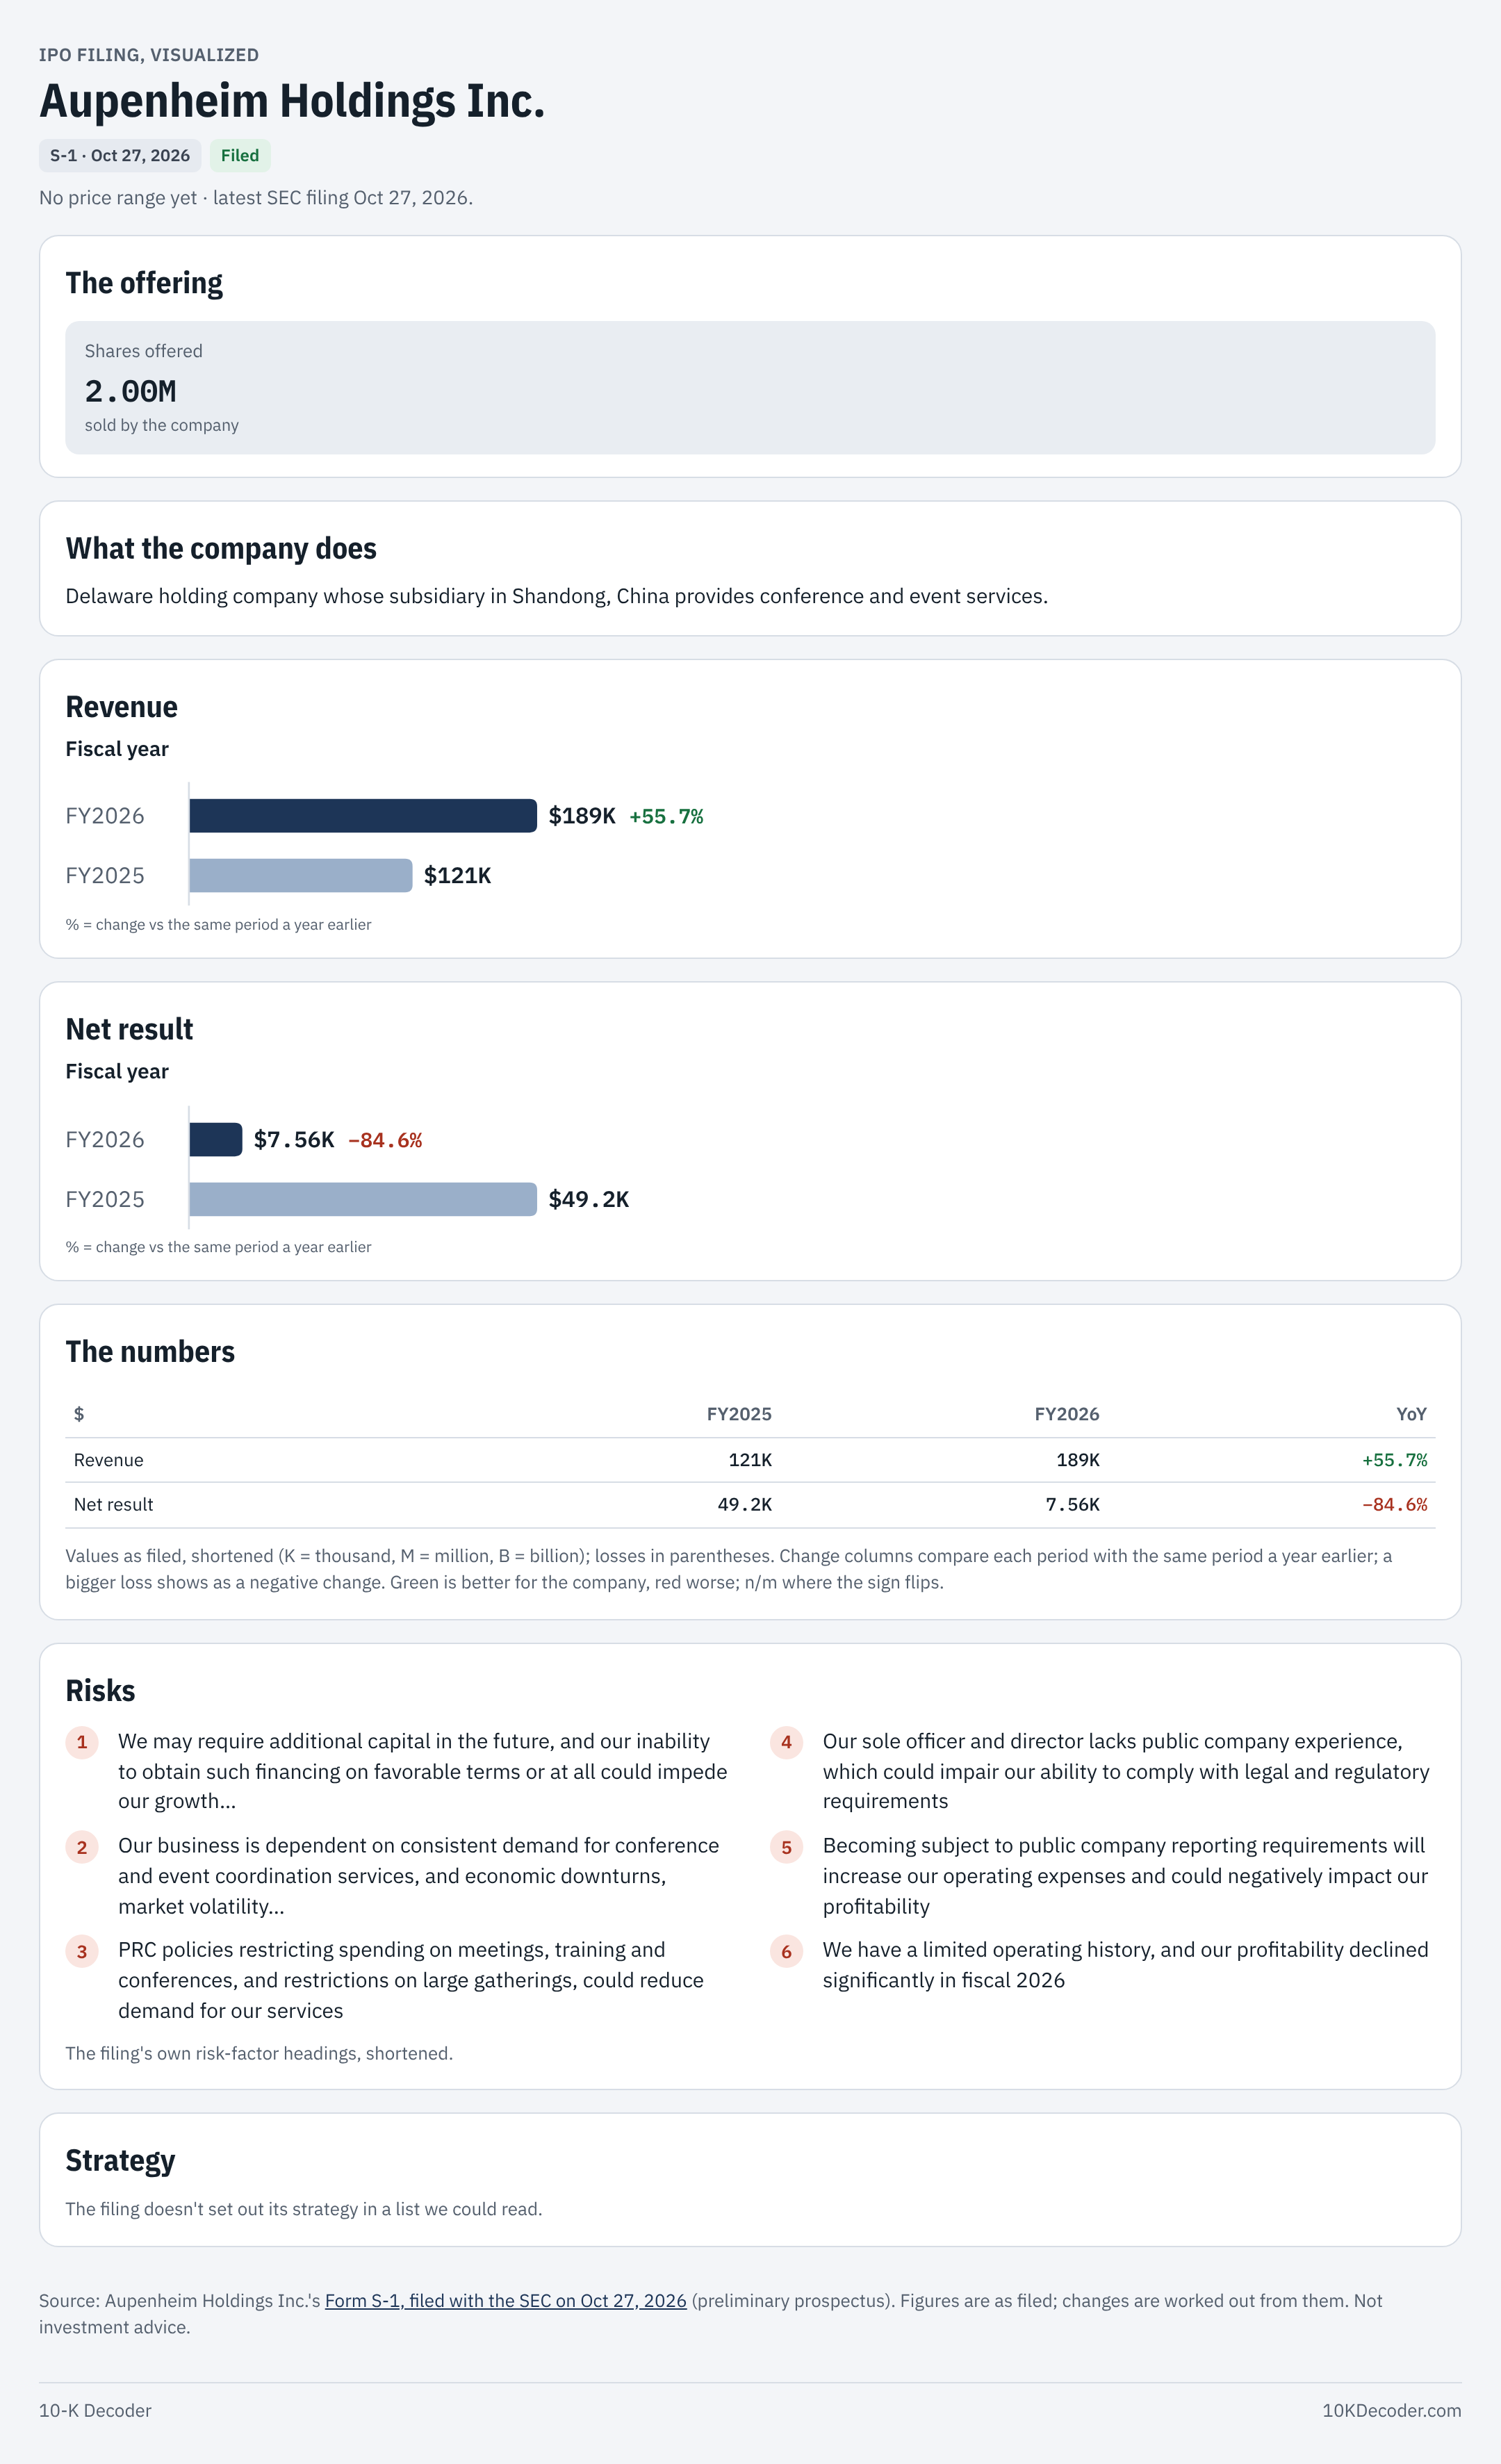 IPO FILING, VISUALIZED
Aupenheim Holdings Inc.
S-1 · Oct 27, 2026 Filed
No price range yet · latest SEC filing Oct 27, 2026.
The offering
Shares offered
2.00M
sold by the company
What the company does
Delaware holding company whose subsidiary in Shandong, China provides conference and event services.
Revenue
Fiscal year
FY2026 $189K +55.7%
FY2025 $121K
% = change vs the same period a year earlier
Net result
Fiscal year
FY2026 $7.56K −84.6%
FY2025 $49.2K
% = change vs the same period a year earlier
The numbers
$ FY2025 FY2026 YoY
Revenue 121K 189K +55.7%
Net result 49.2K 7.56K −84.6%
Values as filed, shortened (K = thousand, M = million, B = billion); losses in parentheses. Change columns compare each period with the same period a year earlier; a
bigger loss shows as a negative change. Green is better for the company, red worse; n/m where the sign flips.
Risks
1 We may require additional capital in the future, and our inability
to obtain such financing on favorable terms or at all could impede
our growth…
2 Our business is dependent on consistent demand for conference
and event coordination services, and economic downturns,
market volatility…
3 PRC policies restricting spending on meetings, training and
conferences, and restrictions on large gatherings, could reduce
demand for our services
4 Our sole officer and director lacks public company experience,
which could impair our ability to comply with legal and regulatory
requirements
5 Becoming subject to public company reporting requirements will
increase our operating expenses and could negatively impact our
profitability
6 We have a limited operating history, and our profitability declined
significantly in fiscal 2026
The filing's own risk-factor headings, shortened.
Strategy
The filing doesn't set out its strategy in a list we could read.
Source: Aupenheim Holdings Inc.'s Form S-1, filed with the SEC on Oct 27, 2026 (preliminary prospectus). Figures are as filed; changes are worked out from them. Not
investment advice.
10-K Decoder 10KDecoder.com